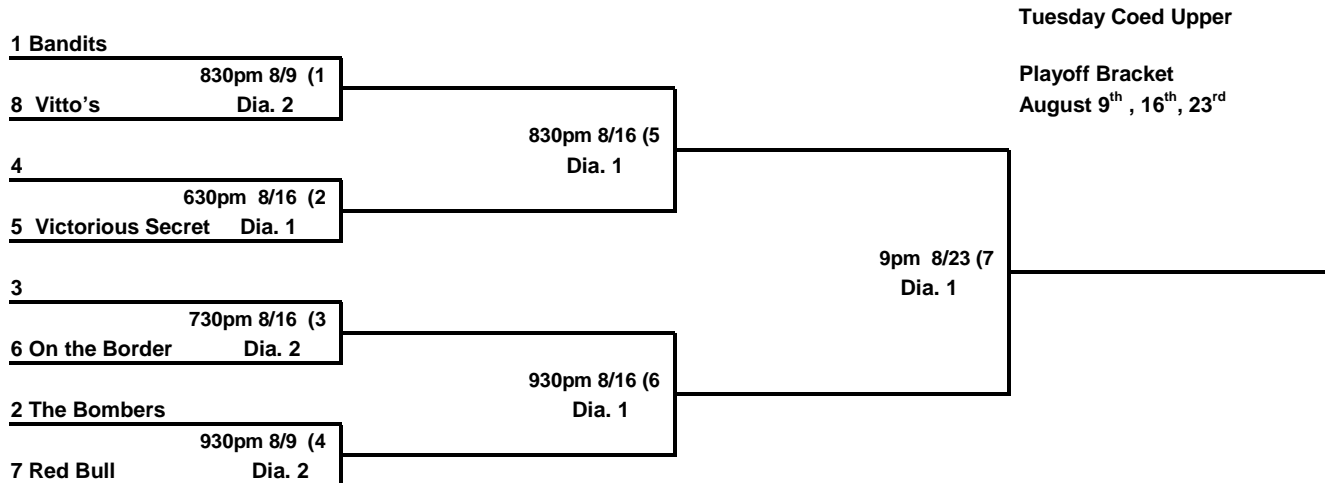 Tuesday Coed Upper
Playoff Bracket
August 9th , 16th, 23rd
1 Bandits
830pm 8/9 (1
8 Vitto’s Dia. 2
830pm 8/16 (5
Dia. 1
4
630pm 8/16 (2
5 Victorious Secret Dia. 1
9pm 8/23 (7
Dia. 1
3
730pm 8/16 (3
6 On the Border Dia. 2
930pm 8/16 (6
Dia. 1
2 The Bombers
930pm 8/9 (4
7 Red Bull Dia. 2